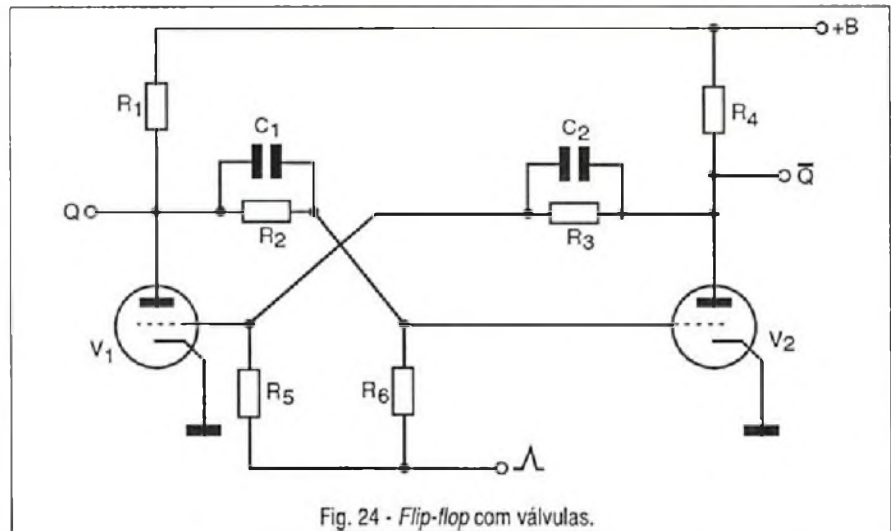 +B
R1
R4
C1
C2
Q̅
Q
R2
R3
V1
V2
R5
R6
Fig. 24 - Flip-flop com válvulas.